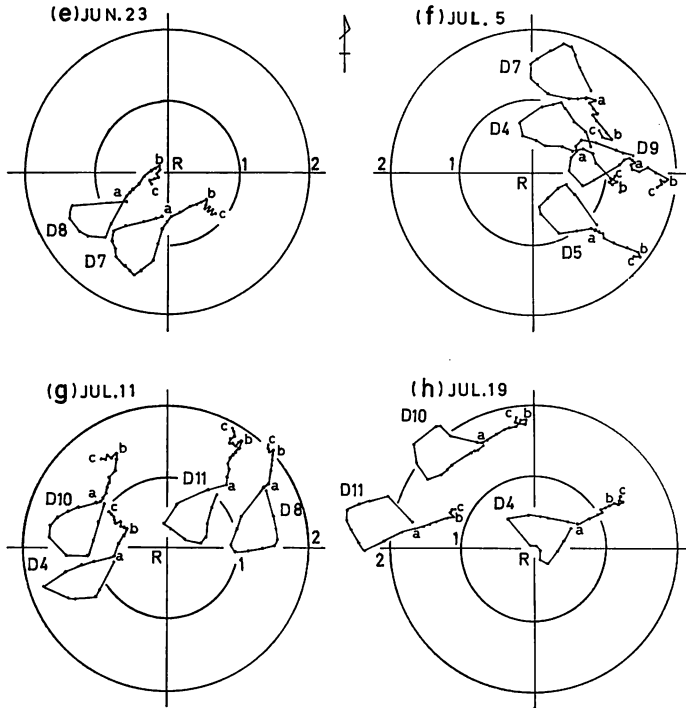 (e) JUN. 23
R
1
2
b
c
a
b
a
c
D8
D7
(f) JUL. 5
D7
a
D4
c
b
D9
a
a
2
1
R
c
b
b
c
a
D5
b
c
(g) JUL. 11
c
b
c
b
c
b
D11
D10
a
a
a
c
b
D8
D4
a
R
1
2
(h) JUL. 19
D10
c
b
a
D11
D4
c
b
c
b
a
a
2
1
R